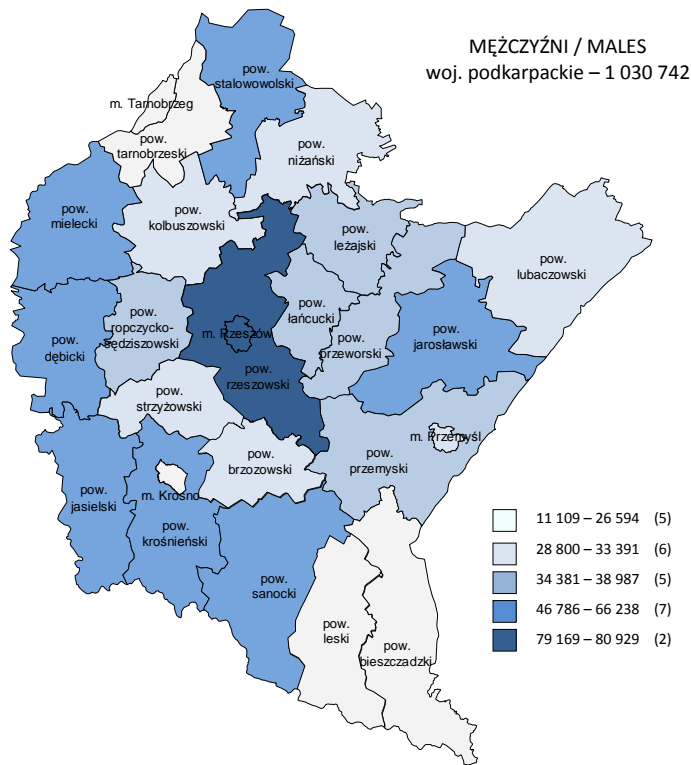 MĘŻCZYŹNI / MALES
woj. podkarpackie – 1 030 742
pow.
stalowowolski
m. Tarnobrzeg
pow.
tarnobrzeski
pow.
niżański
pow.
mielecki
pow.
kolbuszowski
pow.
leżajski
pow.
lubaczowski
pow.
ropczycko-
sędziszowski
m. Rzeszów
pow.
łańcucki
pow.
przeworski
pow.
jarosławski
pow.
dębicki
pow.
rzeszowski
pow.
strzyżowski
pow.
brzozowski
pow.
przemyski
m. Przemyśl
pow.
jasielski
m. Krosno
pow.
krośnieński
pow.
sanocki
pow.
leski
pow.
bieszczadzki
11 109 – 26 594 (5)
28 800 – 33 391 (6)
34 381 – 38 987 (5)
46 786 – 66 238 (7)
79 169 – 80 929 (2)